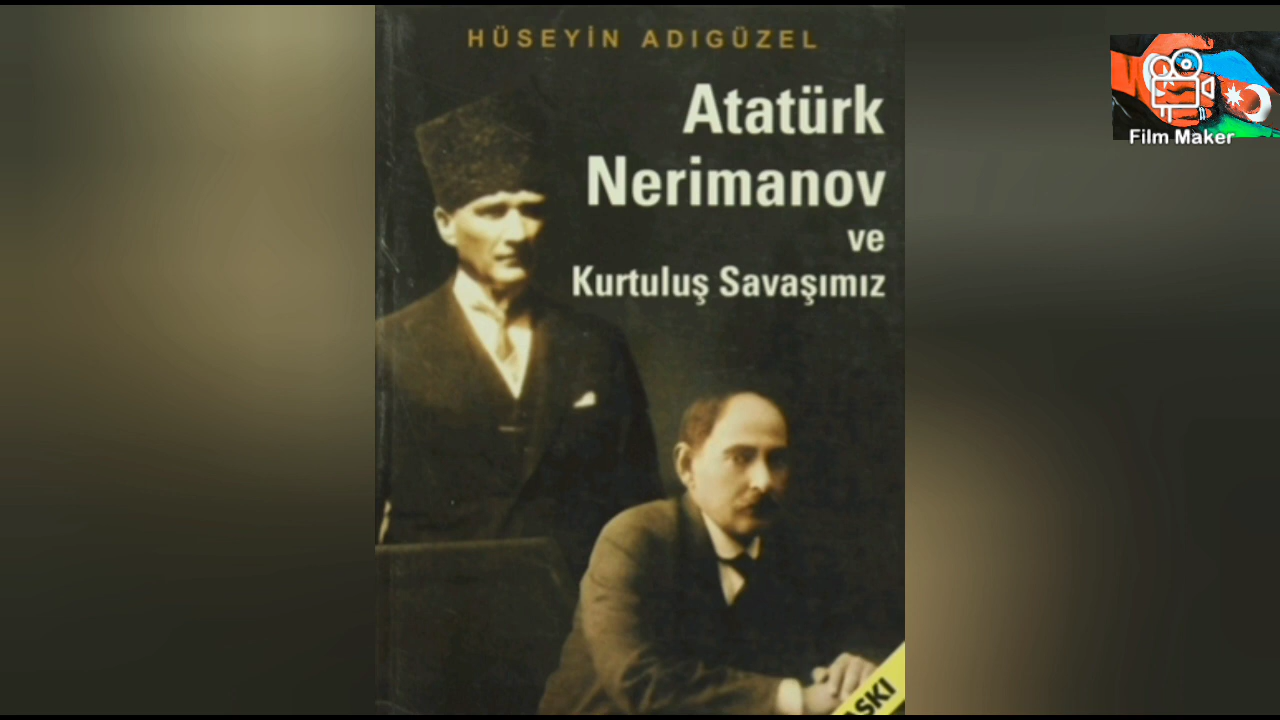 HÜSEYİN ADIGÜZEL
Atatürk
Nerimanov
ve
Kurtuluş Savaşımız
Film Maker